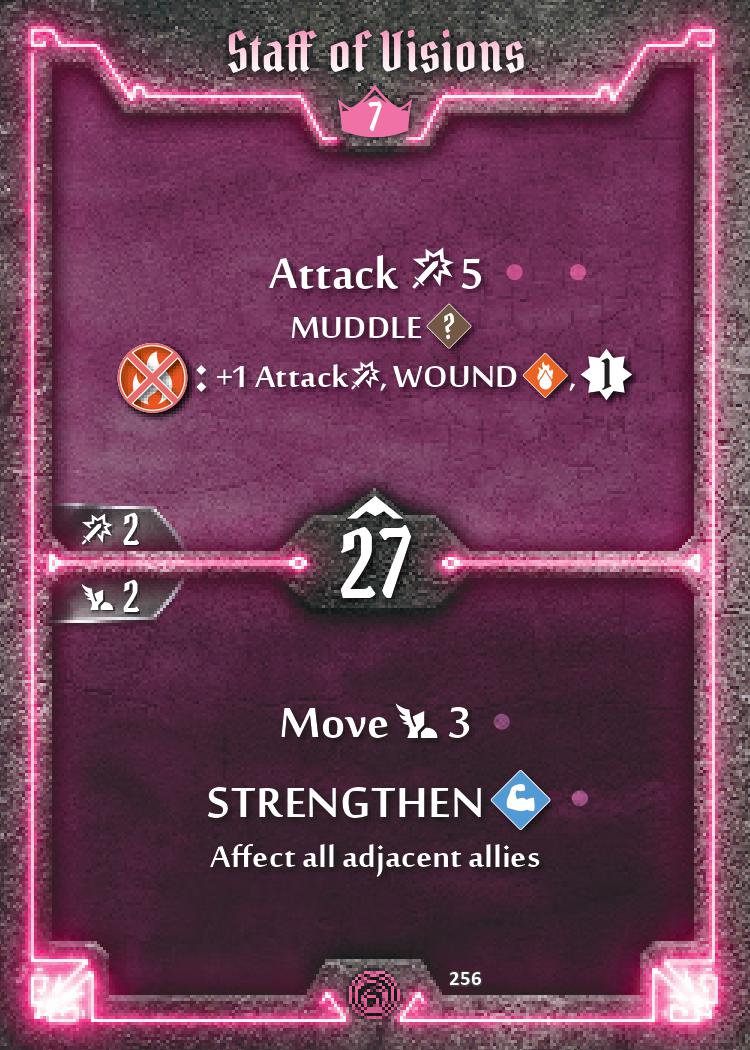 Staff of Visions
7
Attack 5
MUDDLE ?
: +1 Attack, WOUND , 1
2
27
2
Move 3
STRENGTHEN
Affect all adjacent allies
256